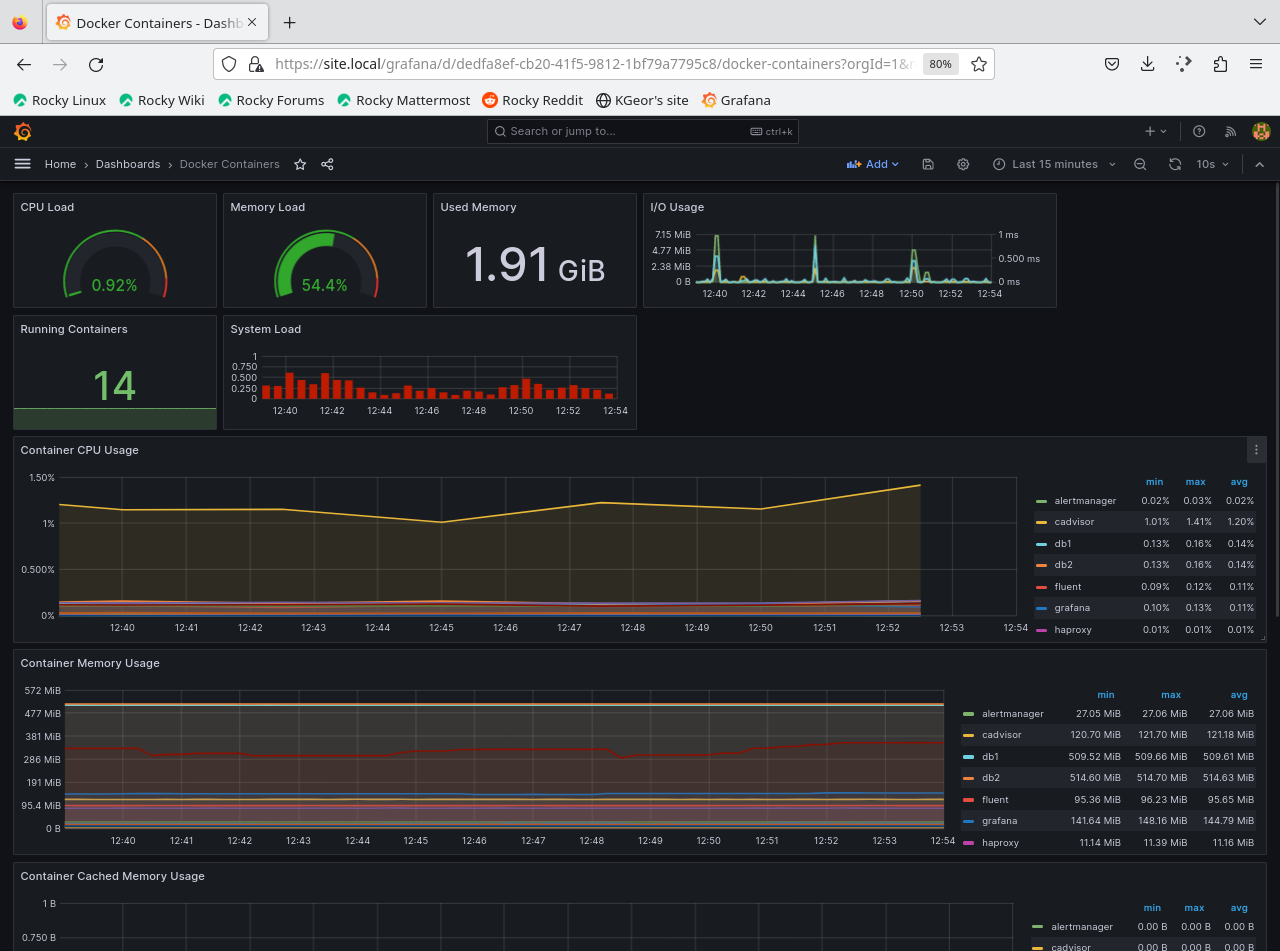 Docker Containers - Dashb
https://site.local/grafana/d/dedfa8ef-cb20-41f5-9812-1bf79a7795c8/docker-containers?orgId=1& 80%
Rocky Linux Rocky Wiki Rocky Forums Rocky Mattermost Rocky Reddit KGeor's site Grafana
Search or jump to... ctrl+k
Home › Dashboards › Docker Containers Add Last 15 minutes 10s
CPU Load
0.92%
Memory Load
54.4%
Used Memory
1.91 GiB
I/O Usage
7.15 MiB 1 ms
4.77 MiB
0.500 ms
2.38 MiB
0 B 0 ms
12:40 12:42 12:44 12:46 12:48 12:50 12:52 12:54
Running Containers
14
System Load
1
0.750
0.500
0.250
0
12:40 12:42 12:44 12:46 12:48 12:50 12:52 12:54
Container CPU Usage
1.50%
1%
0.500%
0%
12:40 12:41 12:42 12:43 12:44 12:45 12:46 12:47 12:48 12:49 12:50 12:51 12:52 12:53 12:54
min max avg
alertmanager 0.02% 0.03% 0.02%
cadvisor 1.01% 1.41% 1.20%
db1 0.13% 0.16% 0.14%
db2 0.13% 0.16% 0.14%
fluent 0.09% 0.12% 0.11%
grafana 0.10% 0.13% 0.11%
haproxy 0.01% 0.01% 0.01%
Container Memory Usage
572 MiB
477 MiB
381 MiB
286 MiB
191 MiB
95.4 MiB
0 B
12:40 12:41 12:42 12:43 12:44 12:45 12:46 12:47 12:48 12:49 12:50 12:51 12:52 12:53 12:54
min max avg
alertmanager 27.05 MiB 27.06 MiB 27.06 MiB
cadvisor 120.70 MiB 121.70 MiB 121.18 MiB
db1 509.52 MiB 509.66 MiB 509.61 MiB
db2 514.60 MiB 514.70 MiB 514.63 MiB
fluent 95.36 MiB 96.23 MiB 95.65 MiB
grafana 141.64 MiB 148.16 MiB 144.79 MiB
haproxy 11.14 MiB 11.39 MiB 11.16 MiB
Container Cached Memory Usage
1 B
0.750 B
min max avg
alertmanager 0.00 B 0.00 B 0.00 B
cadvisor 0.00 B 0.00 B 0.00 B